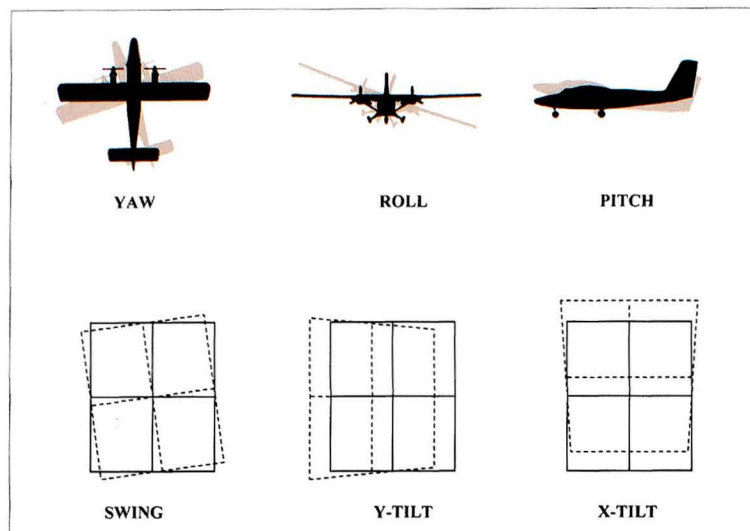 YAW
ROLL
PITCH
SWING
Y-TILT
X-TILT